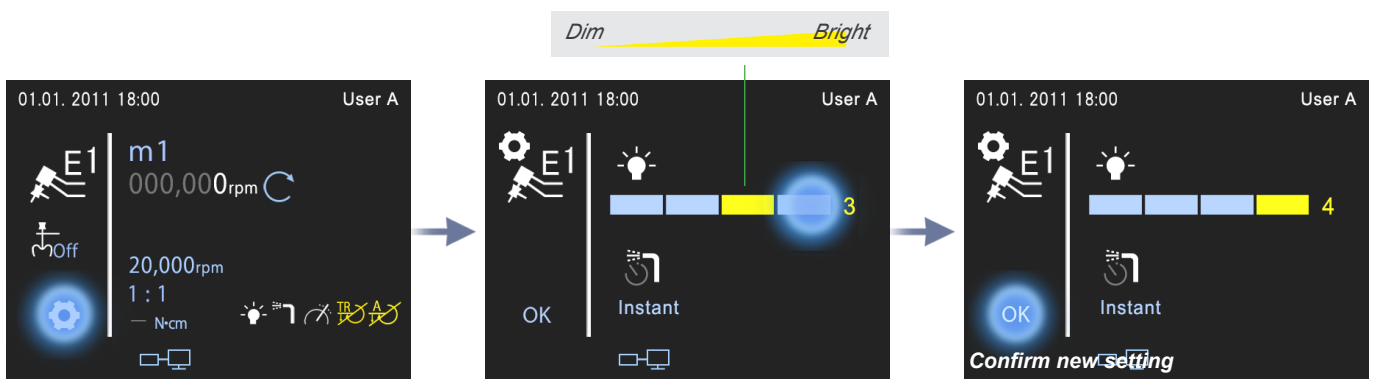 Dim Bright
01.01. 2011 18:00 User A
E1
m1
000,000rpm
Off
20,000rpm
1 : 1
— N•cm
TR
A
01.01. 2011 18:00 User A
E1
3
Instant
OK
01.01. 2011 18:00 User A
E1
4
Instant
OK
Confirm new setting